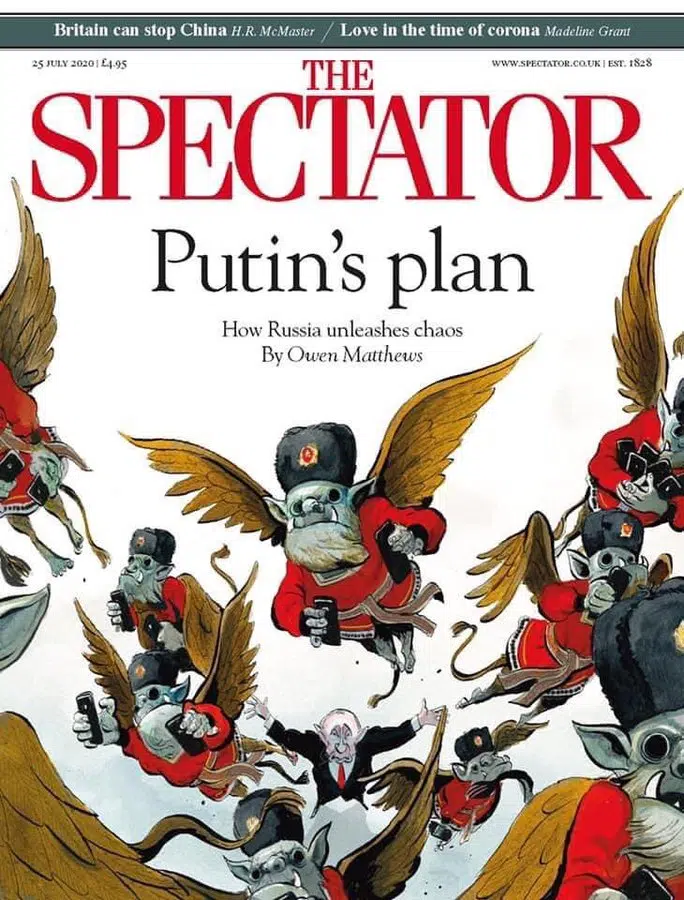 Britain can stop China H.R. McMaster / Love in the time of corona Madeline Grant
25 JULY 2020 | £4.95
WWW.SPECTATOR.CO.UK | EST. 1828
THE
SPECTATOR
Putin's plan
How Russia unleashes chaos
By Owen Matthews